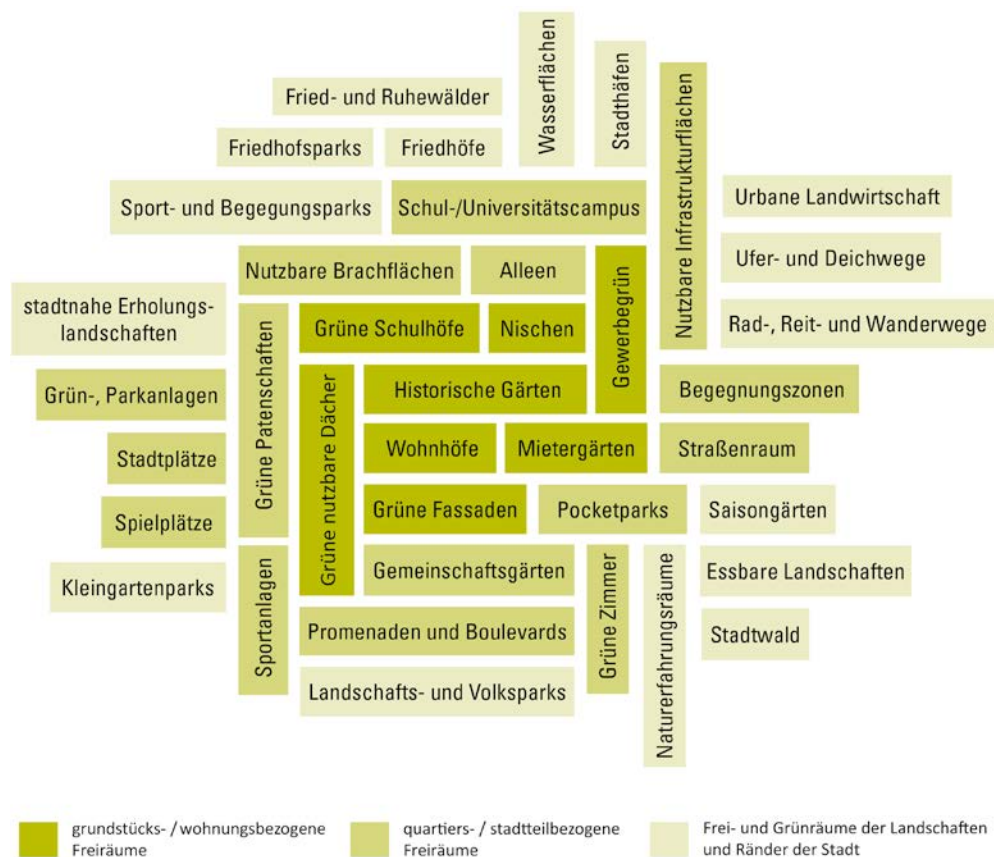 Wasserflächen
Stadthäfen
Nutzbare Infrastrukturflächen
Fried- und Ruhewälder
Friedhofsparks
Friedhöfe
Sport- und Begegungsparks
Schul-/Universitätscampus
Urbane Landwirtschaft
Nutzbare Brachflächen
Alleen
Gewerbegrün
Ufer- und Deichwege
stadtnahe Erholungs-
landschaften
Grüne Patenschaften
Grüne Schulhöfe
Nischen
Rad-, Reit- und Wanderwege
Grün-, Parkanlagen
Grüne nutzbare Dächer
Historische Gärten
Begegnungszonen
Stadtplätze
Wohnhöfe
Mietergärten
Straßenraum
Spielplätze
Grüne Fassaden
Pocketparks
Saisongärten
Kleingartenparks
Sportanlagen
Gemeinschaftsgärten
Grüne Zimmer
Naturerfahrungsräume
Essbare Landschaften
Promenaden und Boulevards
Stadtwald
Landschafts- und Volksparks
grundstücks- / wohnungsbezogene
Freiräume
quartiers- / stadtteilbezogene
Freiräume
Frei- und Grünräume der Landschaften
und Ränder der Stadt